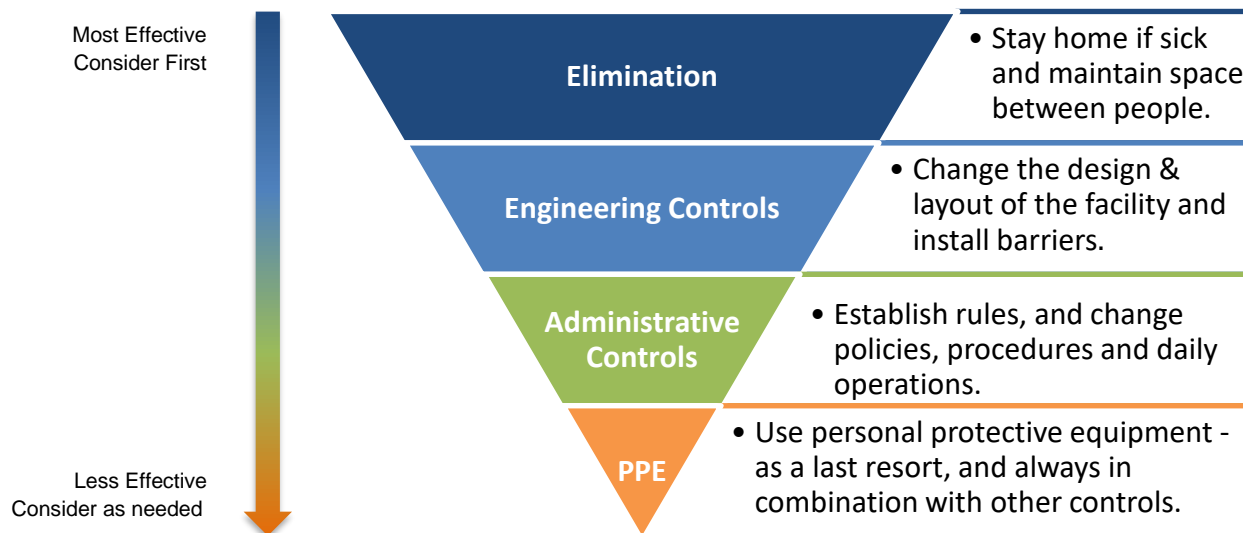 Most Effective
Consider First
Elimination
• Stay home if sick
and maintain space
between people.
Engineering Controls
• Change the design &
layout of the facility and
install barriers.
Administrative
Controls
• Establish rules, and change
policies, procedures and daily
operations.
PPE
• Use personal protective equipment -
as a last resort, and always in
combination with other controls.
Less Effective
Consider as needed